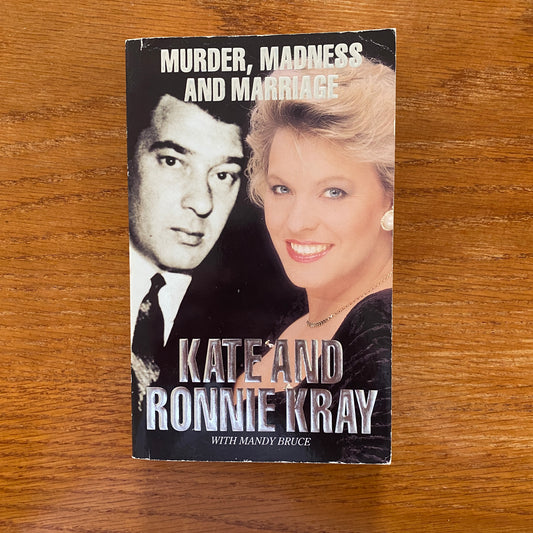 MURDER, MADNESS
AND MARRIAGE
KATE AND
RONNIE KRAY
WITH MANDY BRUCE